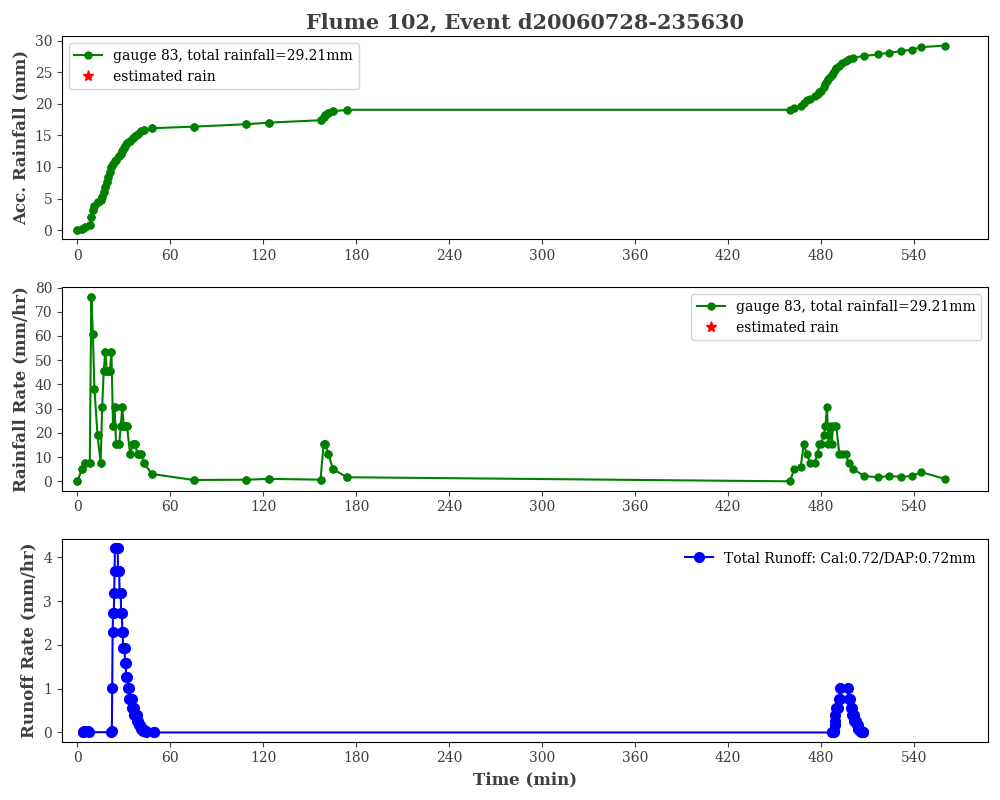 Flume 102, Event d20060728-235630
Acc. Rainfall (mm)
30
25
20
15
10
5
0
gauge 83, total rainfall=29.21mm
estimated rain
0 60 120 180 240 300 360 420 480 540
Rainfall Rate (mm/hr)
80
70
60
50
40
30
20
10
0
gauge 83, total rainfall=29.21mm
estimated rain
0 60 120 180 240 300 360 420 480 540
Runoff Rate (mm/hr)
4
3
2
1
0
Total Runoff: Cal:0.72/DAP:0.72mm
0 60 120 180 240 300 360 420 480 540
Time (min)